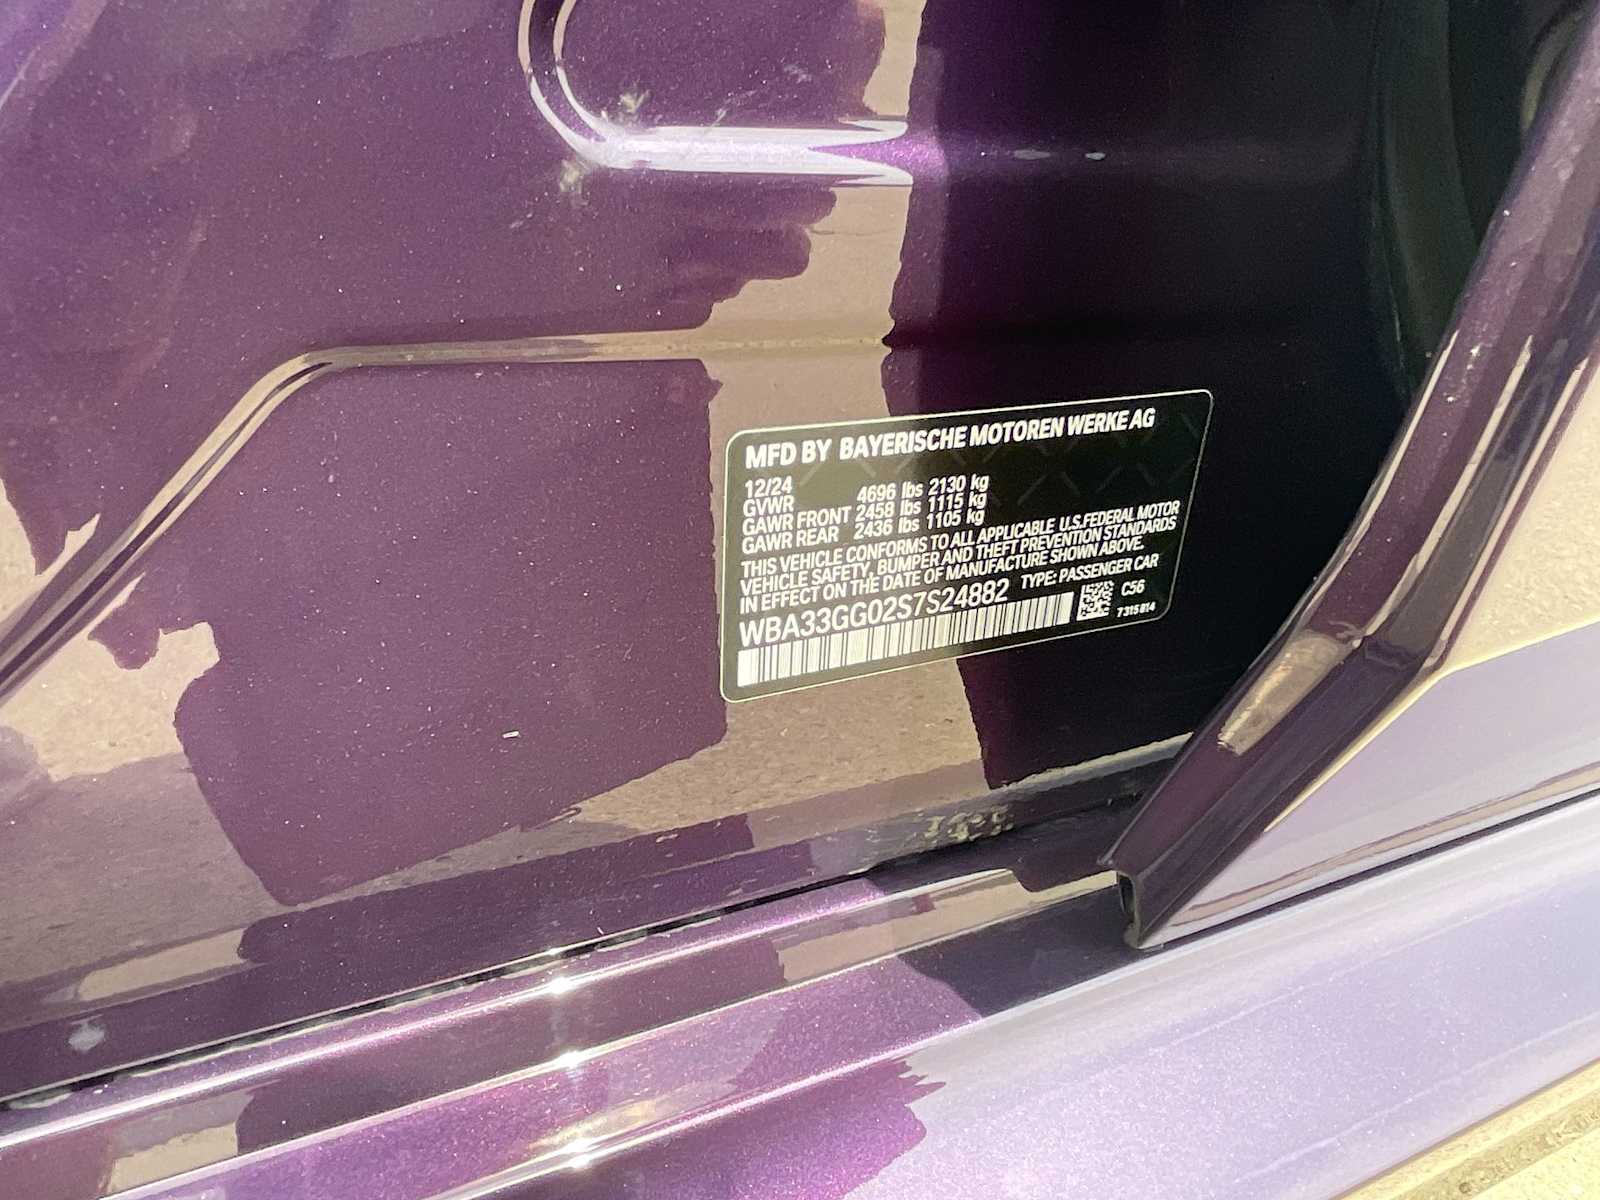 MFD BY BAYERISCHE MOTOREN WERKE AG
12/24
GVWR 4696 lbs 2130 kg
GAWR FRONT 2458 lbs 1115 kg
GAWR REAR 2436 lbs 1105 kg
THIS VEHICLE CONFORMS TO ALL APPLICABLE U.S.FEDERAL MOTOR
VEHICLE SAFETY, BUMPER AND THEFT PREVENTION STANDARDS
IN EFFECT ON THE DATE OF MANUFACTURE SHOWN ABOVE.
WBA33GG02S7S24882 TYPE: PASSENGER CAR
C56
7315814